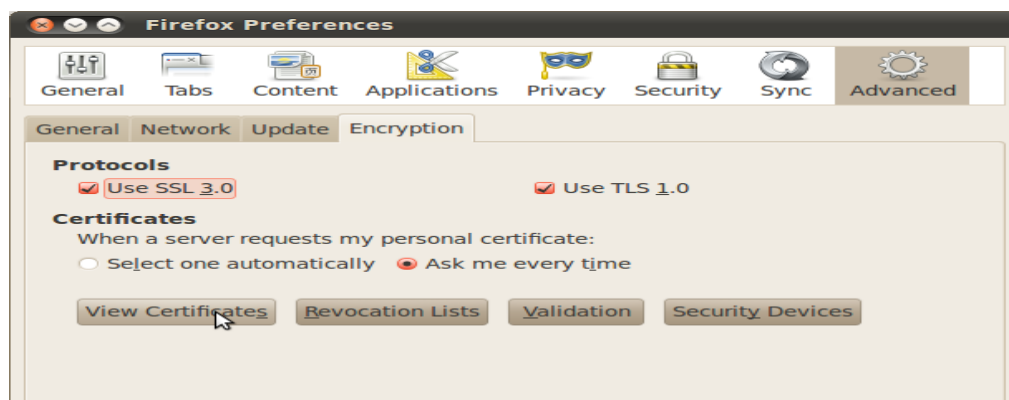 Firefox Preferences
General Tabs Content Applications Privacy Security Sync Advanced
General Network Update Encryption
Protocols
Use SSL 3.0 Use TLS 1.0
Certificates
When a server requests my personal certificate:
Select one automatically Ask me every time
View Certificates Revocation Lists Validation Security Devices